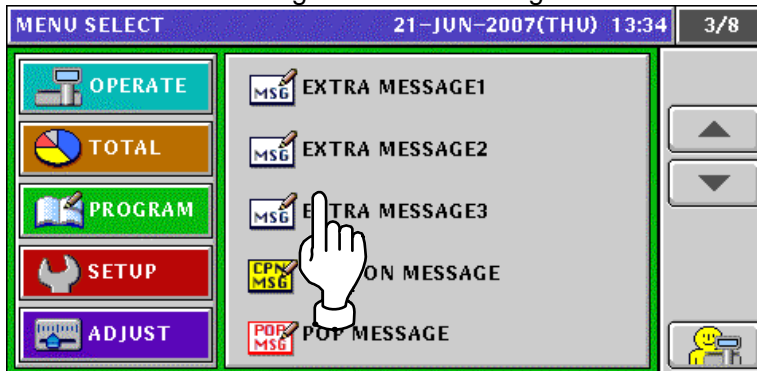 MENU SELECT 21-JUN-2007(THU) 13:34 3/8
OPERATE
TOTAL
PROGRAM
SETUP
ADJUST
MSG EXTRA MESSAGE1
MSG EXTRA MESSAGE2
MSG MESSAGE3
CPN MSG MESSAGE
POP MSG POP MESSAGE